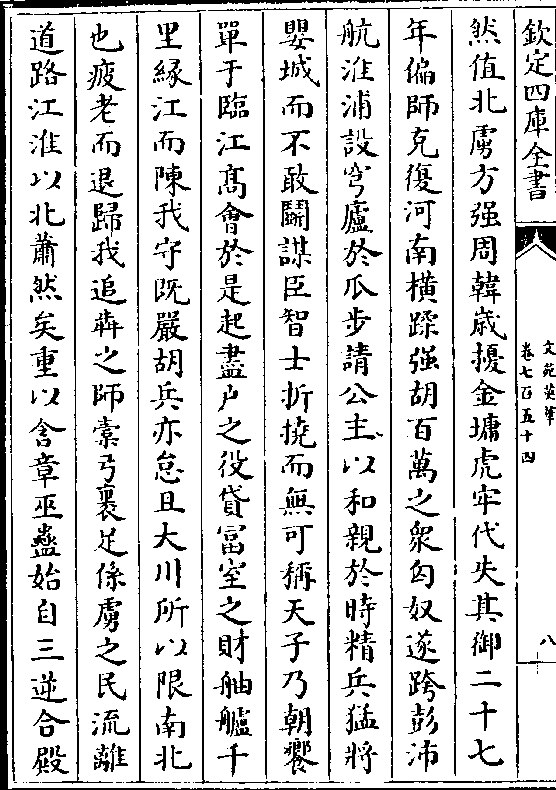 欽定四庫全書
文苑英華
卷七百五十四
八
然值北虜方强周韓歲擾金墉虎牢代失其御二十七
年偏師克復河南横蹂强胡百萬之衆匈奴遂跨彭沛
航淮浦設穹廬於瓜步請公主以和親於時精兵猛將
嬰城而不敢鬭謀臣智士折撓而無可稱天子乃朝饗
單于臨江髙會於是起盡户之役貸富室之財舳艫千
里縁江而陳我守既嚴胡兵亦怠且大川所以限南北
也疲老而退歸我追犇之師櫜弓裹足係虜之民流離
道路江淮以北蕭然矣重以含章巫蠱始自三逆合殿